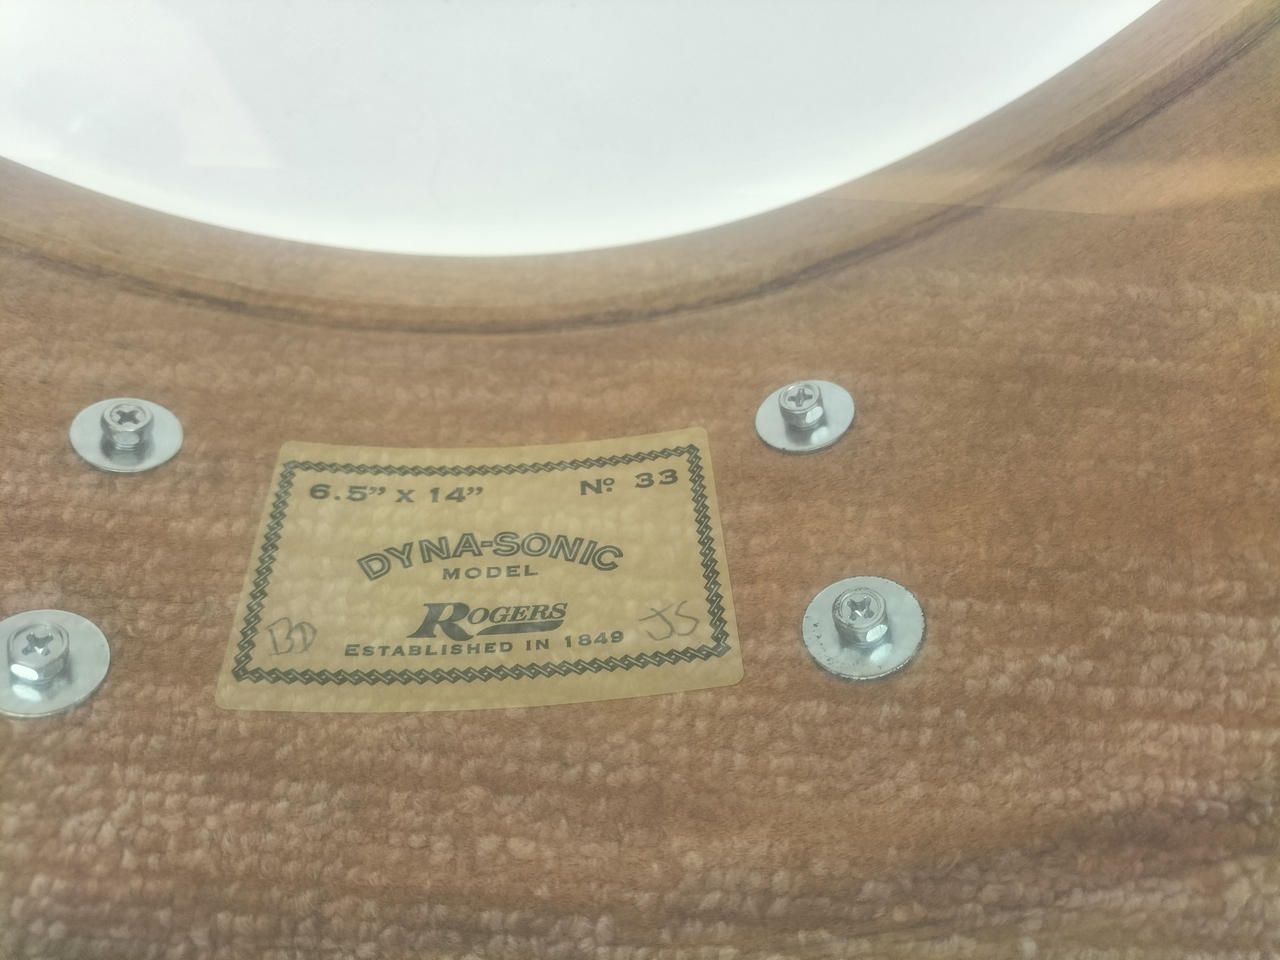 6.5” x 14” Nº 33
DYNA-SONIC
MODEL
ROGERS
BD JS
ESTABLISHED IN 1849